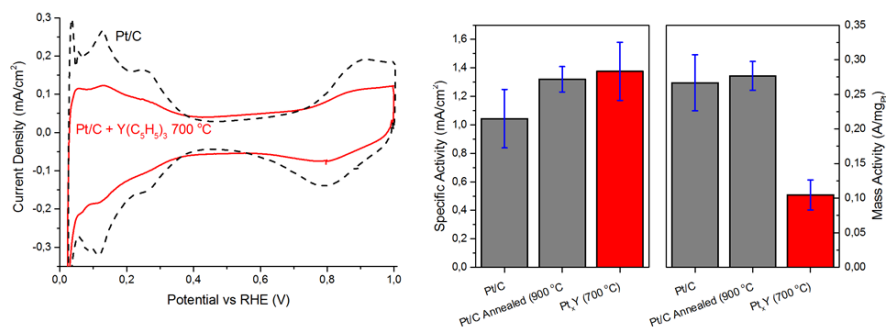 0,3
0,2
0,1
0,0
0,1
0,2
0,3
Current Density (mA/cm²)
Pt/C
Pt/C + Y(C₅H₅)₃ 700 °C
0,0 0,2 0,4 0,6 0,8 1,0
Potential vs RHE (V)
1,6
1,4
1,2
1,0
0,8
0,6
0,4
0,2
0,0
Specific Activity (mA/cm²)
Pt/C
Pt/C Annealed (900 °C
PtₓY (700 °C)
Pt/C
Pt/C Annealed (900 °C
PtₓY (700 °C)
0,35
0,30
0,25
0,20
0,15
0,10
0,05
0,00
Mass Activity (A/mg_Pt)